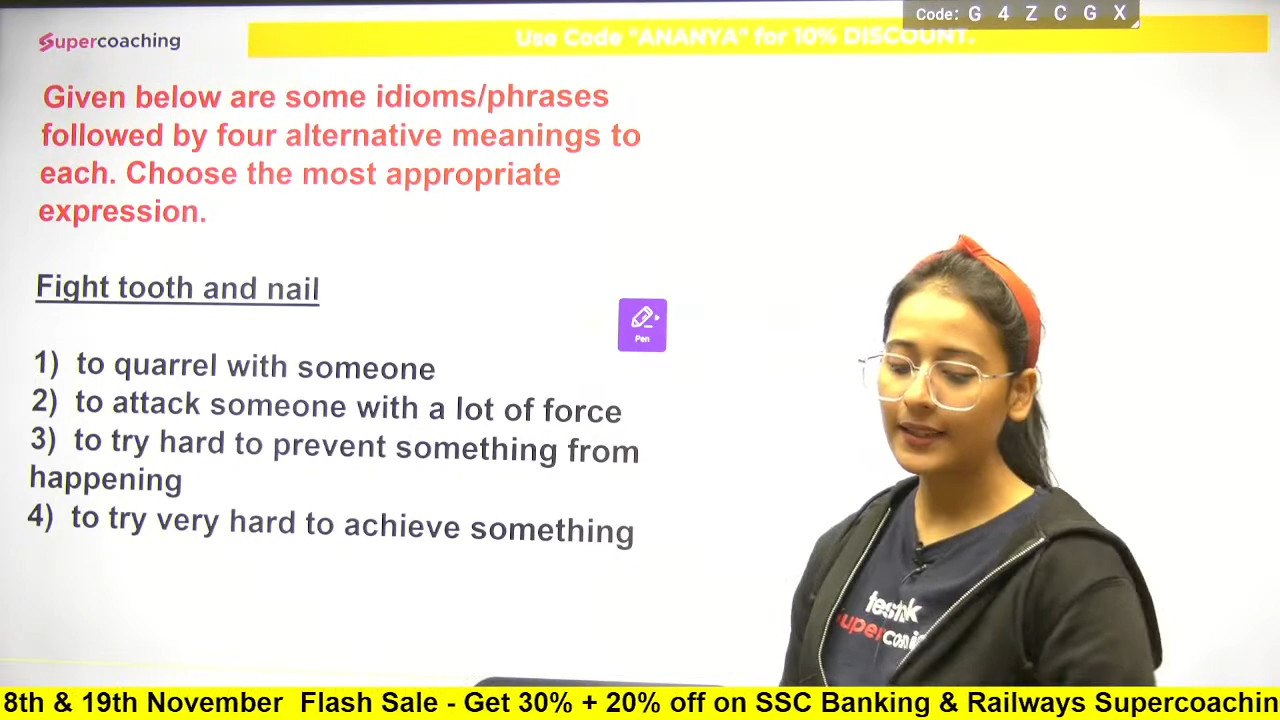 Code: G 4 Z C G X
Supercoaching
Use Code "ANANYA" for 10% DISCOUNT.
Given below are some idioms/phrases
followed by four alternative meanings to
each. Choose the most appropriate
expression.
Fight tooth and nail
Pen
1) to quarrel with someone
2) to attack someone with a lot of force
3) to try hard to prevent something from
happening
4) to try very hard to achieve something
8th & 19th November Flash Sale - Get 30% + 20% off on SSC Banking & Railways Supercoachin